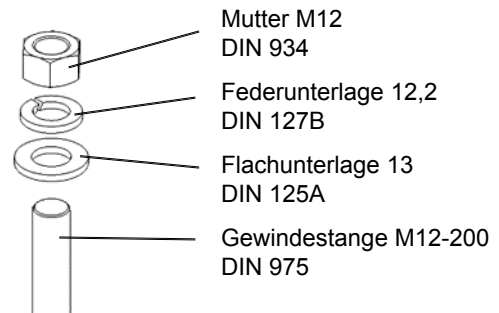 Mutter M12
DIN 934
Federunterlage 12,2
DIN 127B
Flachunterlage 13
DIN 125A
Gewindestange M12-200
DIN 975